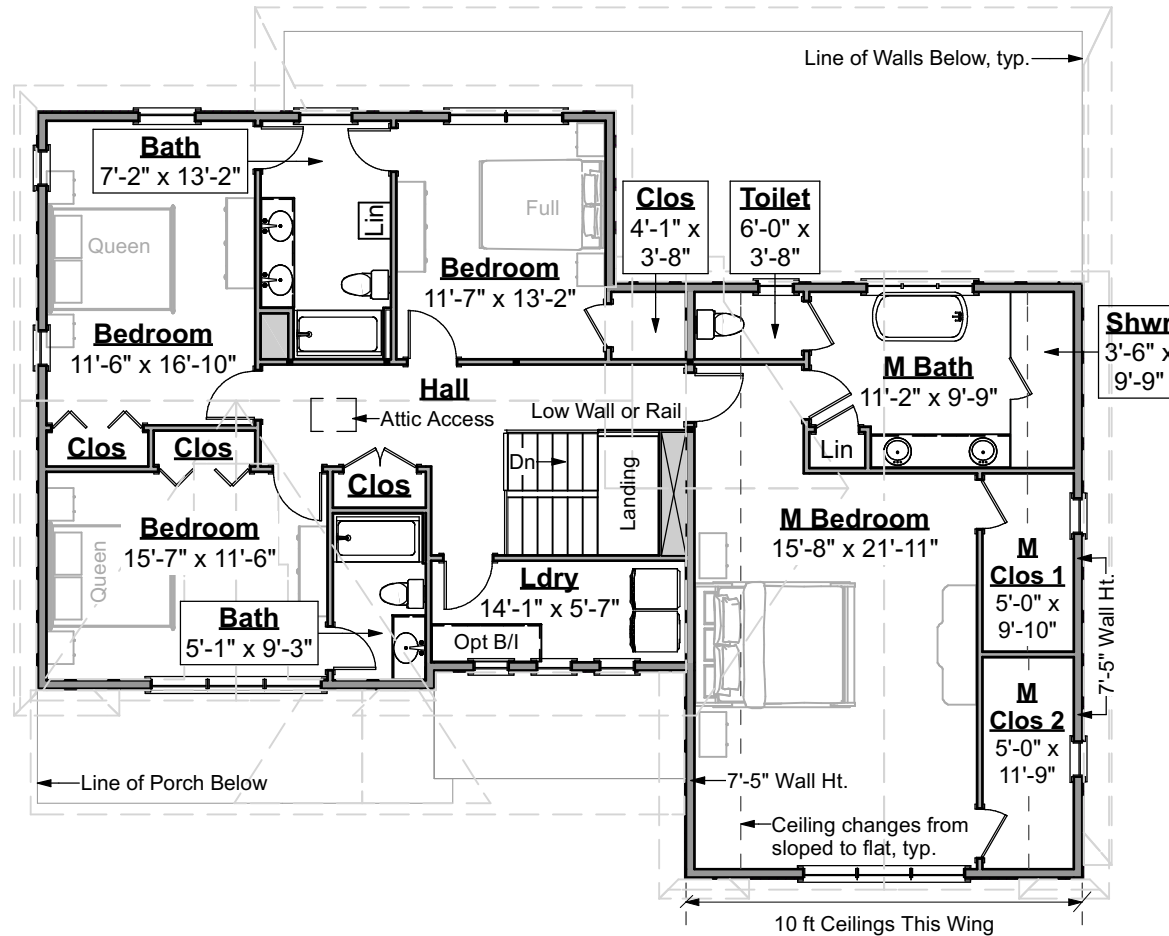 Line of Walls Below, typ.
Bath
7'-2" x 13'-2"
Queen
Lin
Full
Clos
4'-1" x
3'-8"
Toilet
6'-0" x
3'-8"
Bedroom
11'-7" x 13'-2"
Bedroom
11'-6" x 16'-10"
Shwr
3'-6" x
9'-9"
M Bath
11'-2" x 9'-9"
Hall
Attic Access
Low Wall or Rail
Clos
Clos
Lin
Dn
Landing
Clos
Bedroom
15'-7" x 11'-6"
Queen
M Bedroom
15'-8" x 21'-11"
M
Clos 1
5'-0" x
9'-10"
Ldry
14'-1" x 5'-7"
Bath
5'-1" x 9'-3"
Opt B/I
7'-5" Wall Ht.
M
Clos 2
5'-0" x
11'-9"
Line of Porch Below
7'-5" Wall Ht.
Ceiling changes from
sloped to flat, typ.
10 ft Ceilings This Wing